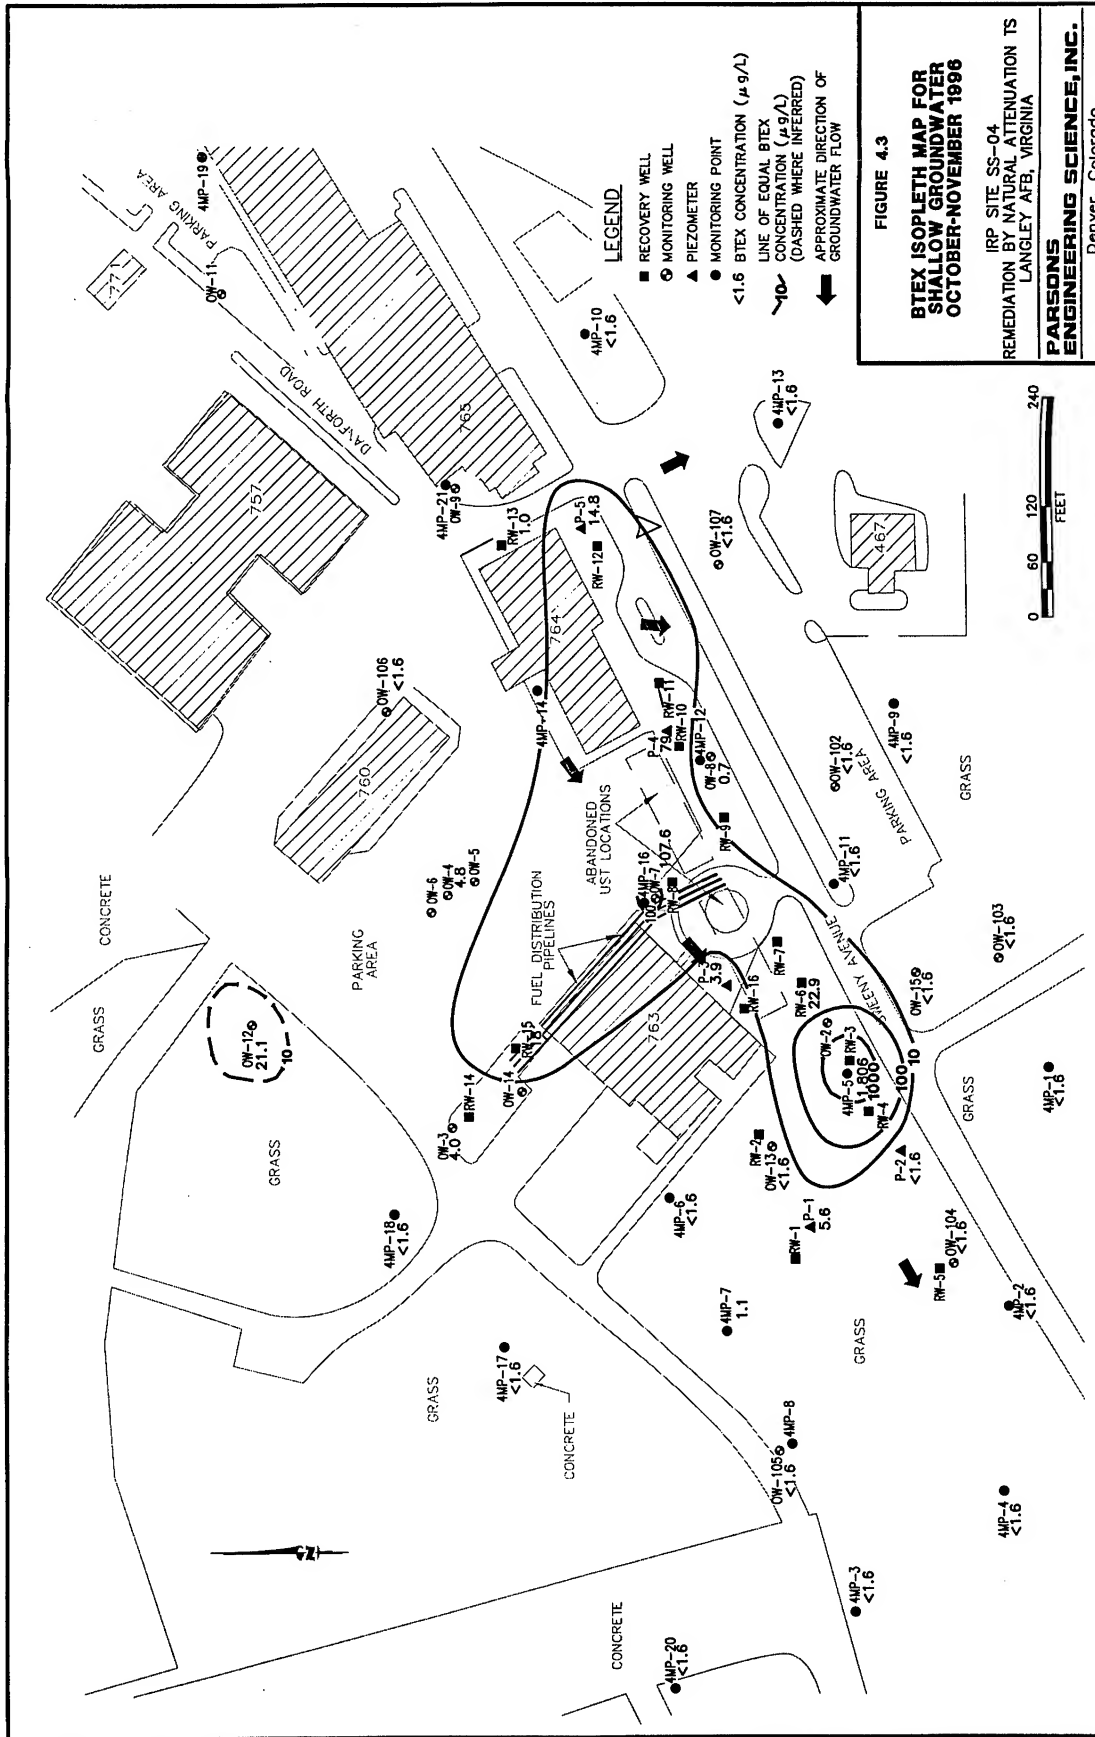 CONCRETE
GRASS
PARKING
AREA
PARKING AREA
DANFORTH ROAD
4MP-19
OW-11
757
765
760
764
763
467
OW-106
<1.6
OW-6
OW-4
4.8
OW-5
4MP-21
OW-9
RW-13
1.0
P-5
14.8
RW-12
4MP-14
4MP-10
<1.6
4MP-13
<1.6
OW-107
<1.6
RW-11
RW-10
P-4
79
4MP-12
OW-8
0.7
RW-9
ABANDONED
UST LOCATIONS
FUEL DISTRIBUTION
PIPELINES
4MP-16
OW-7
107.6
100
RW-8
P-3
3.9
RW-7
RW-16
RW-6
22.9
OW-2
RW-3
4MP-5
1,806
1000
RW-4
100
10
SWEENY AVENUE
OW-15
<1.6
OW-103
<1.6
4MP-11
<1.6
OW-102
<1.6
4MP-9
<1.6
PARKING AREA
GRASS
GRASS
4MP-1
<1.6
OW-12
21.1
10
GRASS
GRASS
RW-15
18
OW-14
RW-14
OW-3
4.0
4MP-18
<1.6
4MP-6
<1.6
RW-2
OW-13
<1.6
RW-1
P-1
5.6
P-2
<1.6
RW-5
OW-104
<1.6
4MP-2
<1.6
4MP-7
1.1
GRASS
4MP-17
<1.6
CONCRETE
OW-105
<1.6
4MP-8
4MP-4
<1.6
4MP-3
<1.6
4MP-20
<1.6
CONCRETE
N
LEGEND
RECOVERY WELL
MONITORING WELL
PIEZOMETER
MONITORING POINT
<1.6 BTEX CONCENTRATION (µg/L)
LINE OF EQUAL BTEX
10 CONCENTRATION (µg/L)
(DASHED WHERE INFERRED)
APPROXIMATE DIRECTION OF
GROUNDWATER FLOW
0 60 120 240
FEET
FIGURE 4.3
BTEX ISOPLETH MAP FOR
SHALLOW GROUNDWATER
OCTOBER-NOVEMBER 1996
IRP SITE SS-04
REMEDIATION BY NATURAL ATTENUATION TS
LANGLEY AFB, VIRGINIA
PARSONS
ENGINEERING SCIENCE, INC.
Denver, Colorado